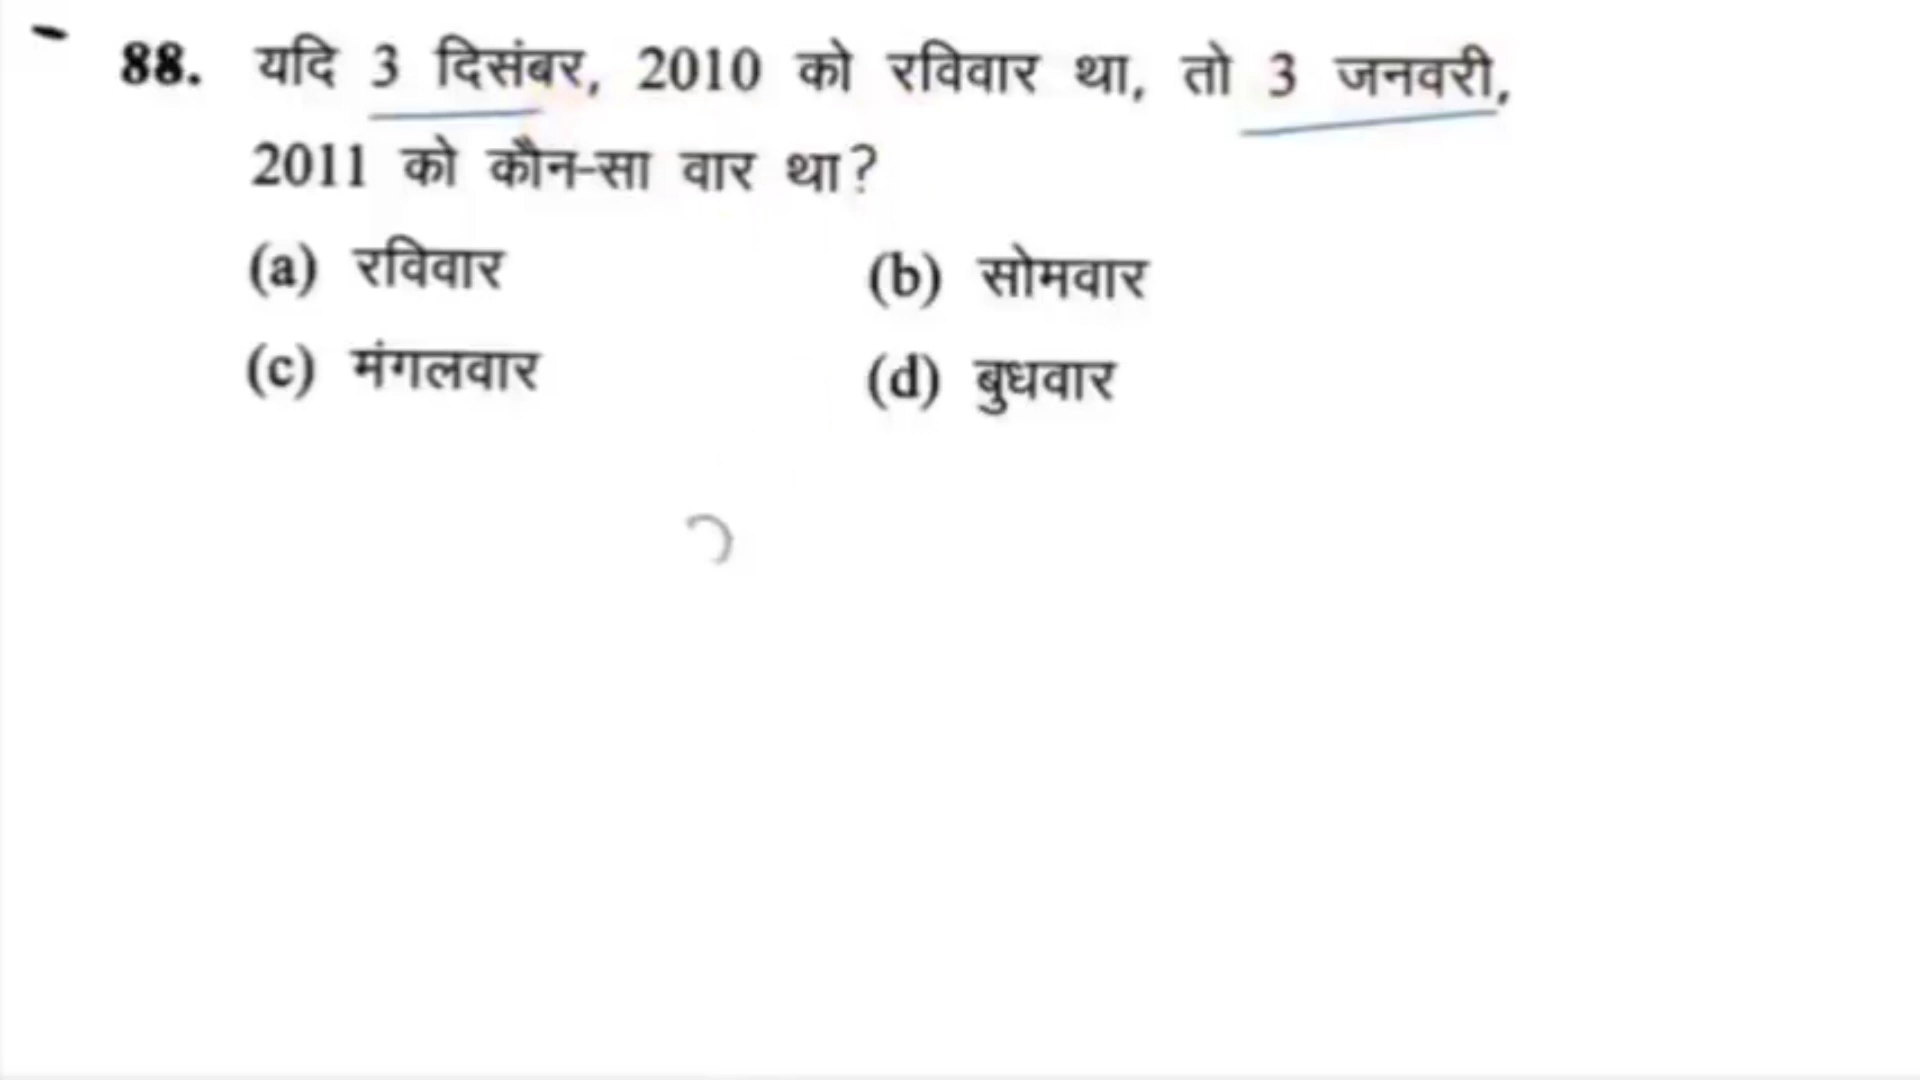 88. यदि 3 दिसंबर, 2010 को रविवार था, तो 3 जनवरी,
2011 को कौन-सा वार था?
(a) रविवार (b) सोमवार
(c) मंगलवार (d) बुधवार